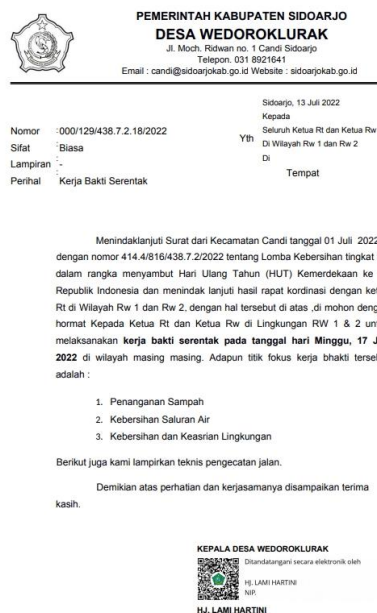 PEMERINTAH KABUPATEN SIDOARJO
DESA WEDOROKLURAK
Jl. Moch. Ridwan no. 1 Candi Sidoarjo
Telepon. 031 8921641
Email : candi@sidoarjokab.go.id Website : sidoarjokab.go.id
Sidoarjo, 13 Juli 2022
Kepada
Yth Seluruh Ketua Rt dan Ketua Rw
Di Wilayah Rw 1 dan Rw 2
Di
Tempat
Nomor :000/129/438.7.2.18/2022
Sifat :Biasa
Lampiran :-
Perihal :Kerja Bakti Serentak
Menindaklanjuti Surat dari Kecamatan Candi tanggal 01 Juli 2022
dengan nomor 414.4/816/438.7.2/2022 tentang Lomba Kebersihan tingkat
dalam rangka menyambut Hari Ulang Tahun (HUT) Kemerdekaan ke
Republik Indonesia dan menindak lanjuti hasil rapat kordinasi dengan ket
Rt di Wilayah Rw 1 dan Rw 2, dengan hal tersebut di atas ,di mohon deng
hormat Kepada Ketua Rt dan Ketua Rw di Lingkungan RW 1 & 2 unt
melaksanakan kerja bakti serentak pada tanggal hari Minggu, 17 J
2022 di wilayah masing masing. Adapun titik fokus kerja bhakti terseb
adalah :
1. Penanganan Sampah
2. Kebersihan Saluran Air
3. Kebersihan dan Keasrian Lingkungan
Berikut juga kami lampirkan teknis pengecatan jalan.
Demikian atas perhatian dan kerjasamanya disampaikan terima
kasih.
KEPALA DESA WEDOROKLURAK
Ditandatangani secara elektronik oleh
HJ. LAMI HARTINI
NIP.
HJ. LAMI HARTINI